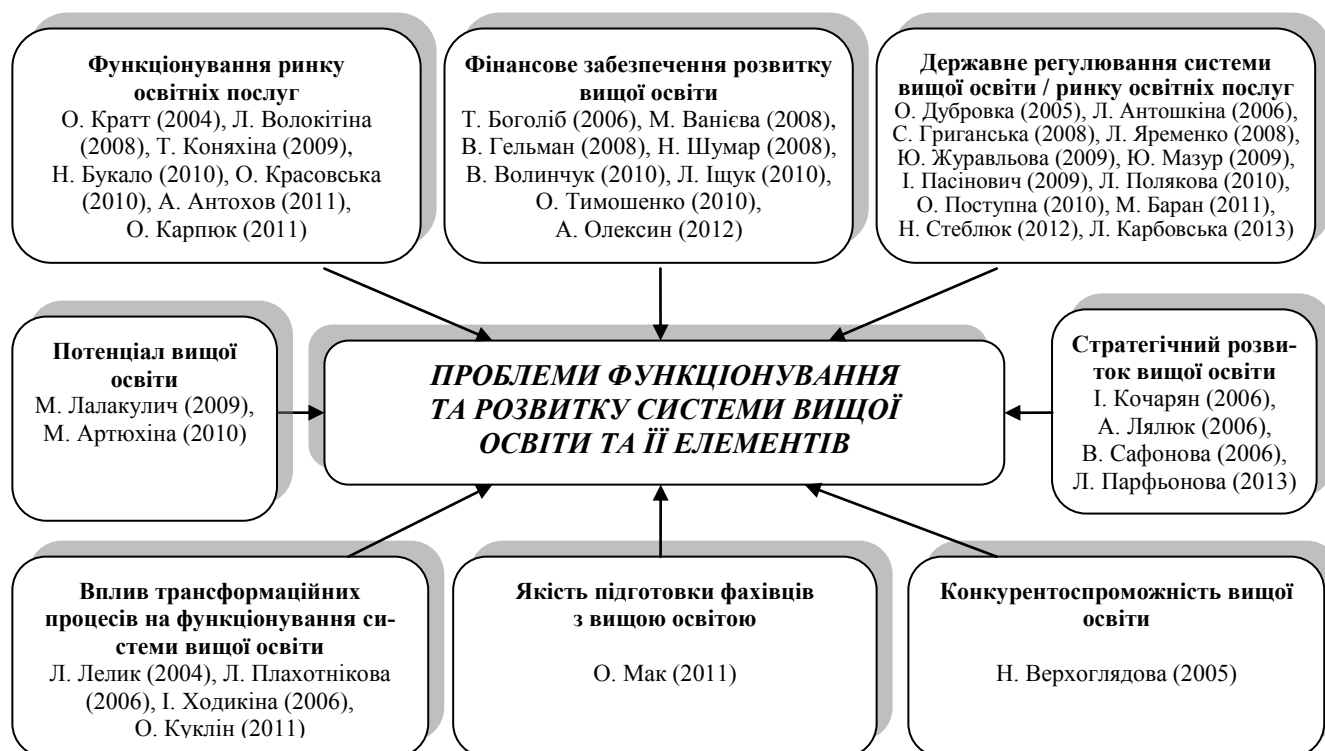 Функціонування ринку
освітніх послуг
О. Кратт (2004), Л. Волокітіна
(2008), Т. Коняхіна (2009),
Н. Букало (2010), О. Красовська
(2010), А. Антохов (2011),
О. Карпюк (2011)
Фінансове забезпечення розвитку
вищої освіти
Т. Боголіб (2006), М. Ванієва (2008),
В. Гельман (2008), Н. Шумар (2008),
В. Волинчук (2010), Л. Іщук (2010),
О. Тимошенко (2010),
А. Олексин (2012)
Державне регулювання системи
вищої освіти / ринку освітніх послуг
О. Дубровка (2005), Л. Антошкіна (2006),
С. Григанська (2008), Л. Яременко (2008),
Ю. Журавльова (2009), Ю. Мазур (2009),
І. Пасінович (2009), Л. Полякова (2010),
О. Поступна (2010), М. Баран (2011),
Н. Стеблюк (2012), Л. Карбовська (2013)
Потенціал вищої
освіти
М. Лалакулич (2009),
М. Артюхіна (2010)
ПРОБЛЕМИ ФУНКЦІОНУВАННЯ
ТА РОЗВИТКУ СИСТЕМИ ВИЩОЇ
ОСВІТИ ТА ЇЇ ЕЛЕМЕНТІВ
Стратегічний розви-
ток вищої освіти
І. Кочарян (2006),
А. Лялюк (2006),
В. Сафонова (2006),
Л. Парфьонова (2013)
Вплив трансформаційних
процесів на функціонування си-
стеми вищої освіти
Л. Лелик (2004), Л. Плахотнікова
(2006), І. Ходикіна (2006),
О. Куклін (2011)
Якість підготовки фахівців
з вищою освітою
О. Мак (2011)
Конкурентоспроможність вищої
освіти
Н. Верхоглядова (2005)